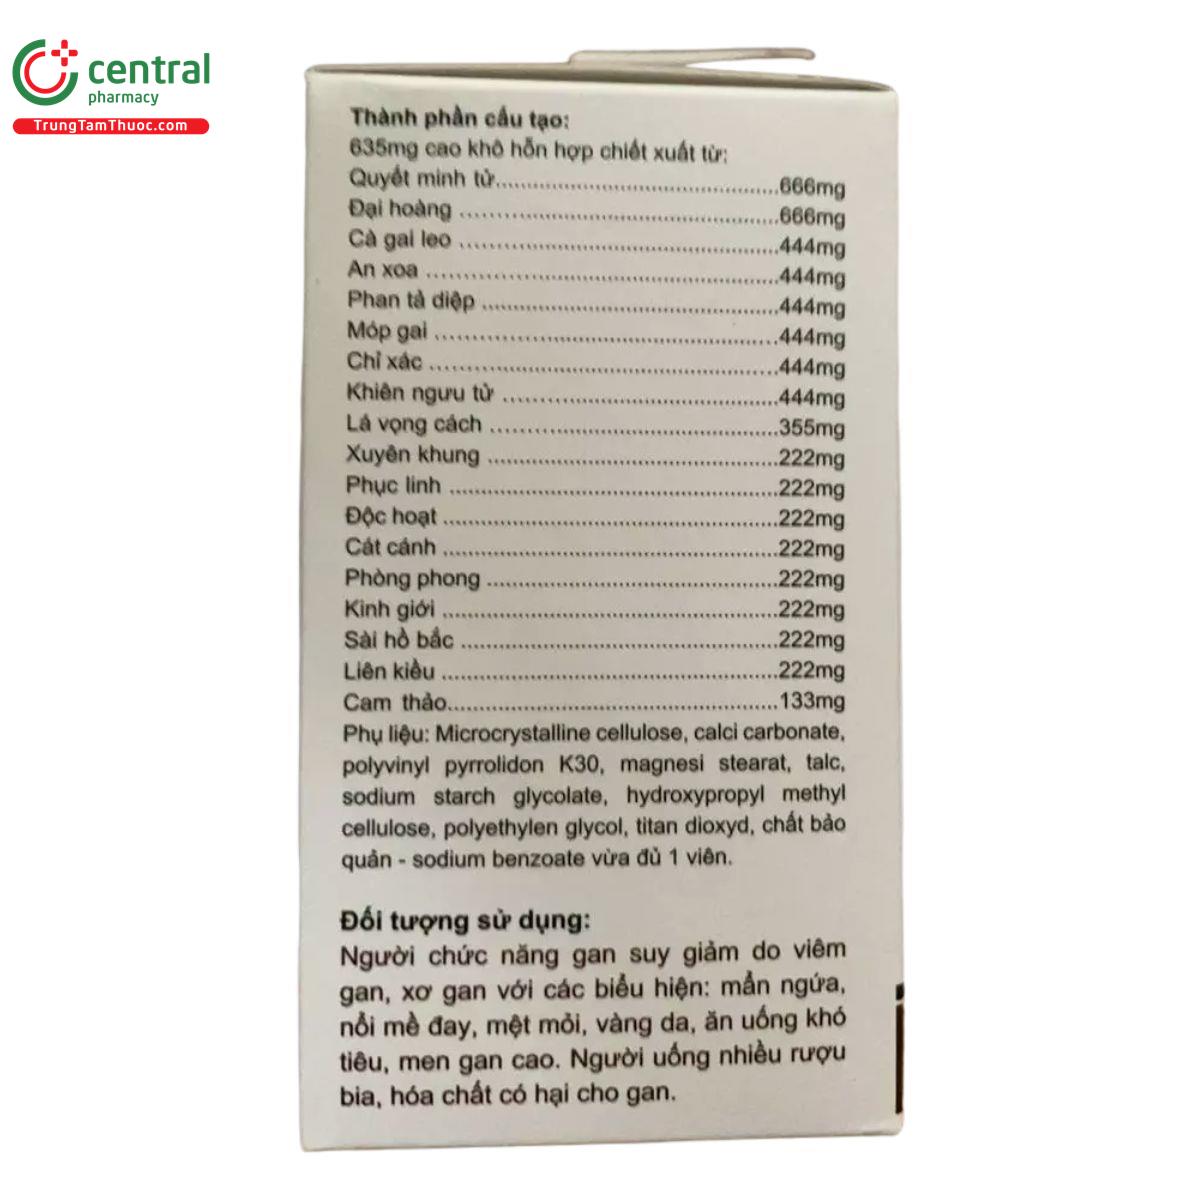 central
pharmacy
TrungTamThuoc.com
Thành phần cấu tạo:
635mg cao khô hỗn hợp chiết xuất từ:
Quyết minh tử..............................................666mg
Đại hoàng ..............................................666mg
Cà gai leo ..............................................444mg
An xoa ..............................................444mg
Phan tả diệp ..............................................444mg
Móp gai ..............................................444mg
Chỉ xác ..............................................444mg
Khiên ngưu tử ..............................................444mg
Lá vọng cách ..............................................355mg
Xuyên khung ..............................................222mg
Phục linh ..............................................222mg
Độc hoạt ..............................................222mg
Cát cánh ..............................................222mg
Phòng phong ..............................................222mg
Kinh giới ..............................................222mg
Sài hồ bắc ..............................................222mg
Liên kiều ..............................................222mg
Cam thảo..............................................133mg
Phụ liệu: Microcrystalline cellulose, calci carbonate,
polyvinyl pyrrolidon K30, magnesi stearat, talc,
sodium starch glycolate, hydroxypropyl methyl
cellulose, polyethylen glycol, titan dioxyd, chất bảo
quản - sodium benzoate vừa đủ 1 viên.
Đối tượng sử dụng:
Người chức năng gan suy giảm do viêm
gan, xơ gan với các biểu hiện: mẩn ngứa,
nổi mề đay, mệt mỏi, vàng da, ăn uống khó
tiêu, men gan cao. Người uống nhiều rượu
bia, hóa chất có hại cho gan.